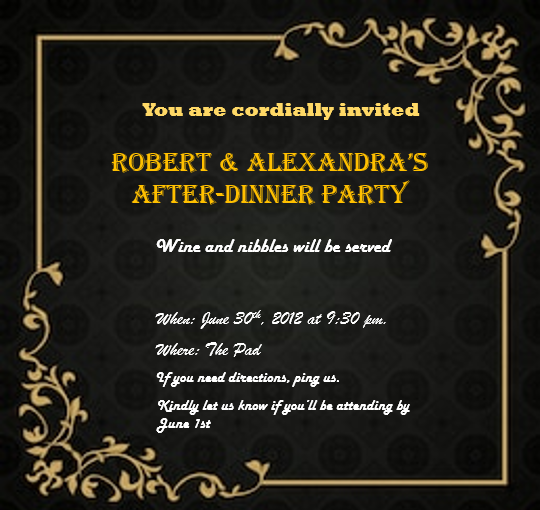 You are cordially invited
ROBERT & ALEXANDRA'S
AFTER-DINNER PARTY
Wine and nibbles will be served
When: June 30th, 2012 at 9:30 pm.
Where: The Pad
If you need directions, ping us.
Kindly let us know if you'll be attending by
June 1st